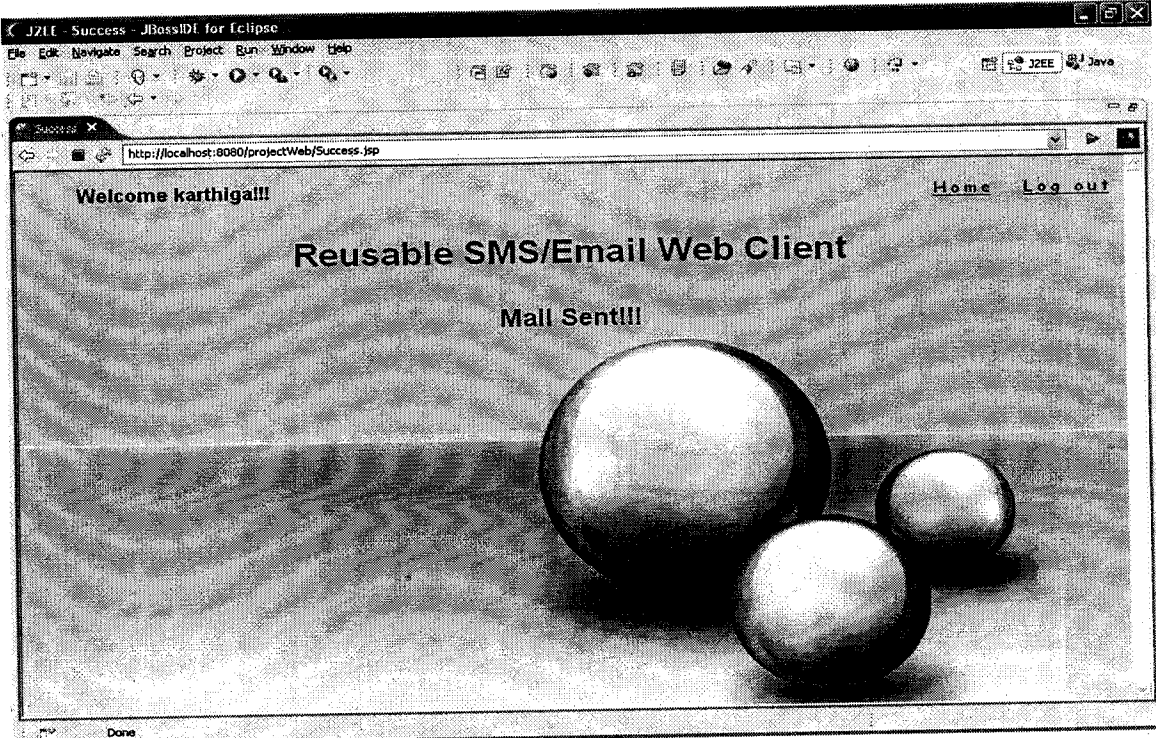 J2EE - Success - JBossIDE for Eclipse
File Edit Navigate Search Project Run Window Help
J2EE Java
Success
http://localhost:8080/projectWeb/Success.jsp
Welcome karthiga!!!
Home Log out
Reusable SMS/Email Web Client
Mail Sent!!!
Done